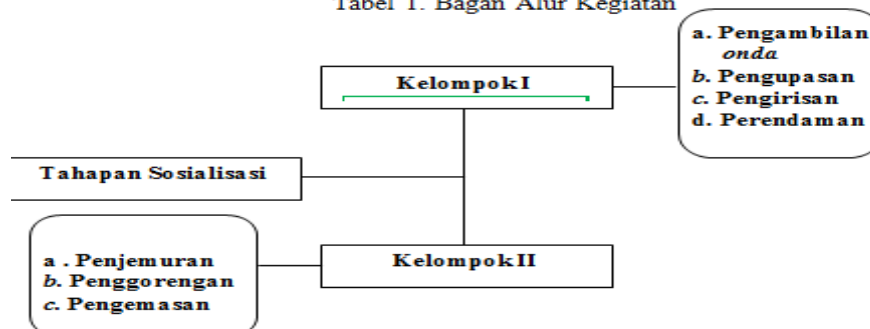 Tabel 1. Bagan Alur Kegiatan
a. Pengambilan
onda
b. Pengupasan
c. Pengirisan
d. Perendaman
Kelompok I
Tahapan Sosialisasi
a . Penjemuran
b. Penggorengan
c. Pengemasan
Kelompok II